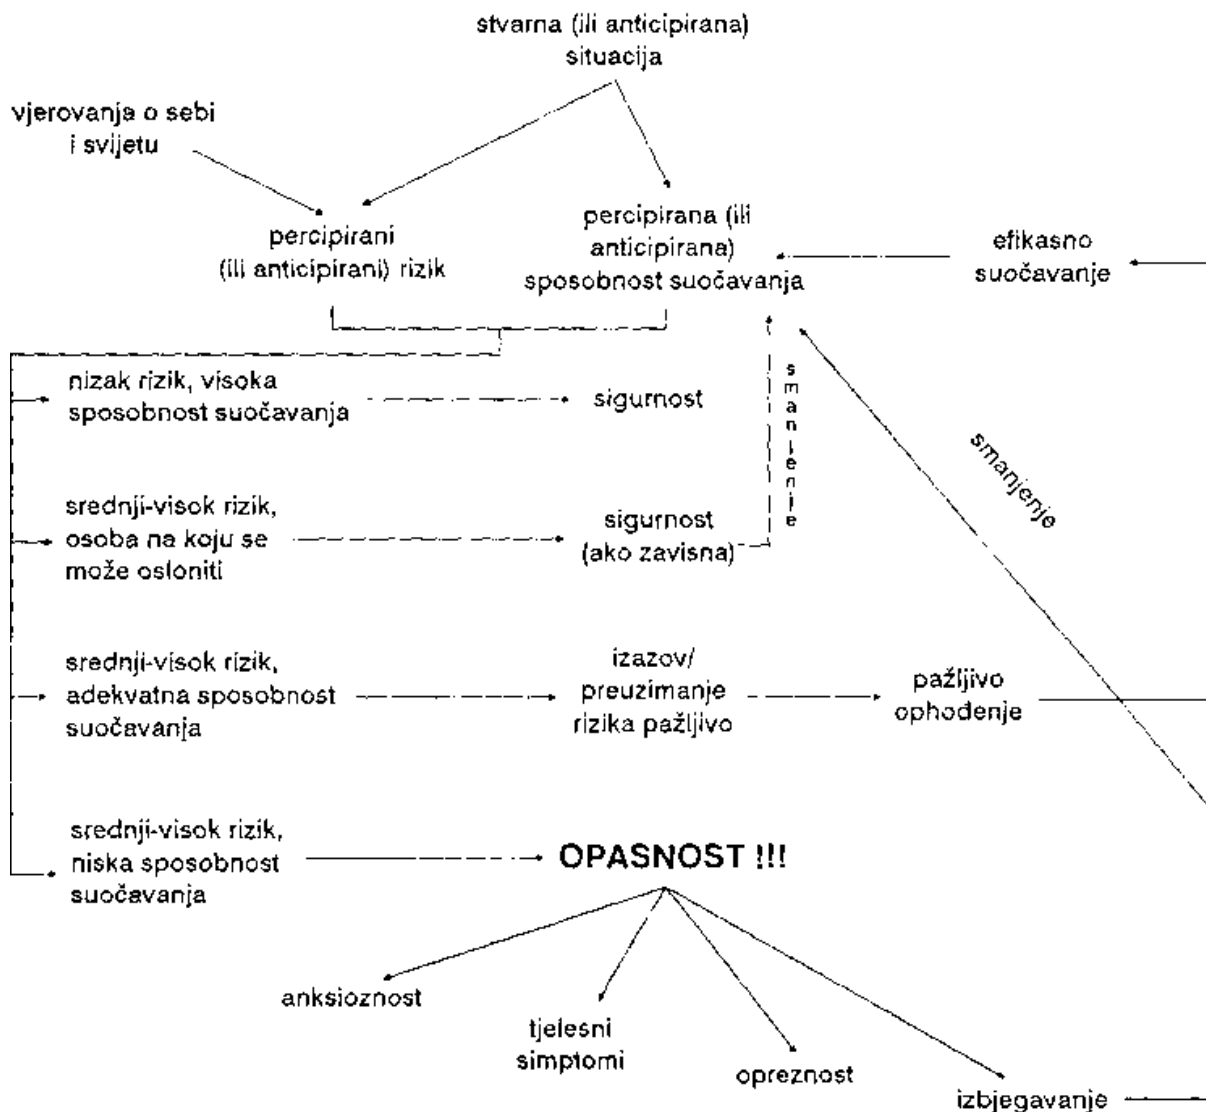 stvarna (ili anticipirana)
situacija
vjerovanja o sebi
i svijetu
percipirani
(ili anticipirani) rizik
percipirana (ili
anticipirana)
sposobnost suočavanja
efikasno
suočavanje
nizak rizik, visoka
sposobnost suočavanja
sigurnost
smanjenje
smanjenje
srednji-visok rizik,
osoba na koju se
može osloniti
sigurnost
(ako zavisna)
srednji-visok rizik,
adekvatna sposobnost
suočavanja
izazov/
preuzimanje
rizika pažljivo
pažljivo
ophođenje
srednji-visok rizik,
niska sposobnost
suočavanja
OPASNOST !!!
anksioznost
tjelesni
simptomi
opreznost
izbjegavanje